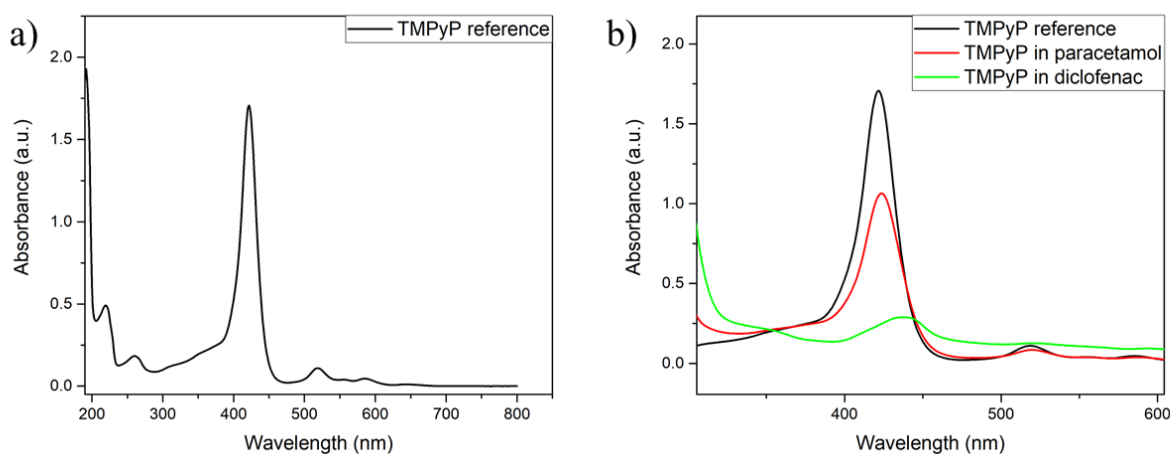 a)
TMPyP reference
2.0
1.5
1.0
0.5
0.0
Absorbance (a.u.)
200 300 400 500 600 700 800
Wavelength (nm)
b)
TMPyP reference
TMPyP in paracetamol
TMPyP in diclofenac
2.0
1.5
1.0
0.5
0.0
Absorbance (a.u.)
400 500 600
Wavelength (nm)